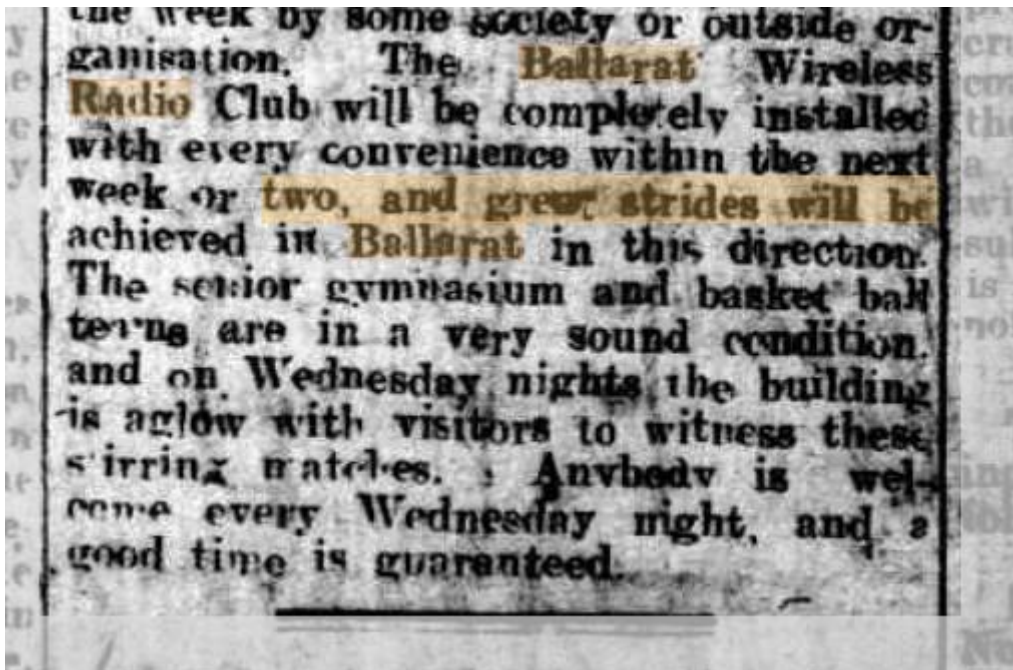 the week by some society or outside or-
ganisation. The Ballarat Wireless
Radio Club will be completely installed
with every convenience within the next
week or two, and great strides will be
achieved in Ballarat in this direction.
The senior gymnasium and basket ball
teams are in a very sound condition,
and on Wednesday nights the building
is aglow with visitors to witness these
stirring matches. Anybody is wel-
come every Wednesday night, and a
good time is guaranteed.